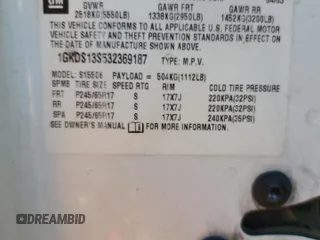 GM
GVWR GAWR FRT GAWR RR
2518KG(5550LB) 1338KG(2950LB) 1452KG(3200LB)
THIS VEHICLE CONFORMS TO ALL APPLICABLE U.S. FEDERAL MOTOR
VEHICLE SAFETY, BUMPER, AND THEFT PREVENTION STANDARDS IN
EFFECT ON THE DATE OF MANUFACTURE SHOWN ABOVE.
1GKDS13S532369187 TYPE: M.P.V.
MODEL: S15506 PAYLOAD = 504KG(1112LB)
TIRE SIZE SPEED RTG RIM COLD TIRE PRESSURE
FRT P245/65R17 S 17X7J 220KPA(32PSI)
RR P245/65R17 S 17X7J 220KPA(32PSI)
SPA P245/65R17 S 17X7J 240KPA(35PSI)
SEE OWNER'S MANUAL FOR MORE INFORMATION
DREAMBID